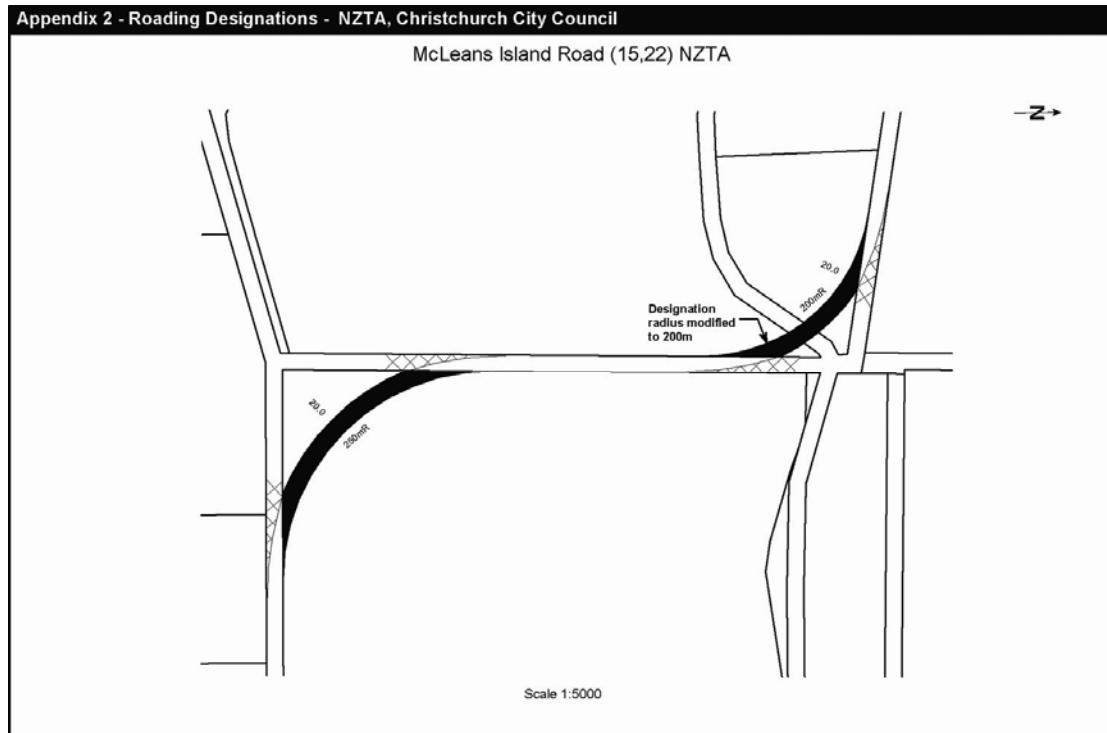 Appendix 2 - Roading Designations - NZTA, Christchurch City Council
McLeans Island Road (15,22) NZTA
N
20.0
200mR
Designation
radius modified
to 200m
20.0
250mR
Scale 1:5000